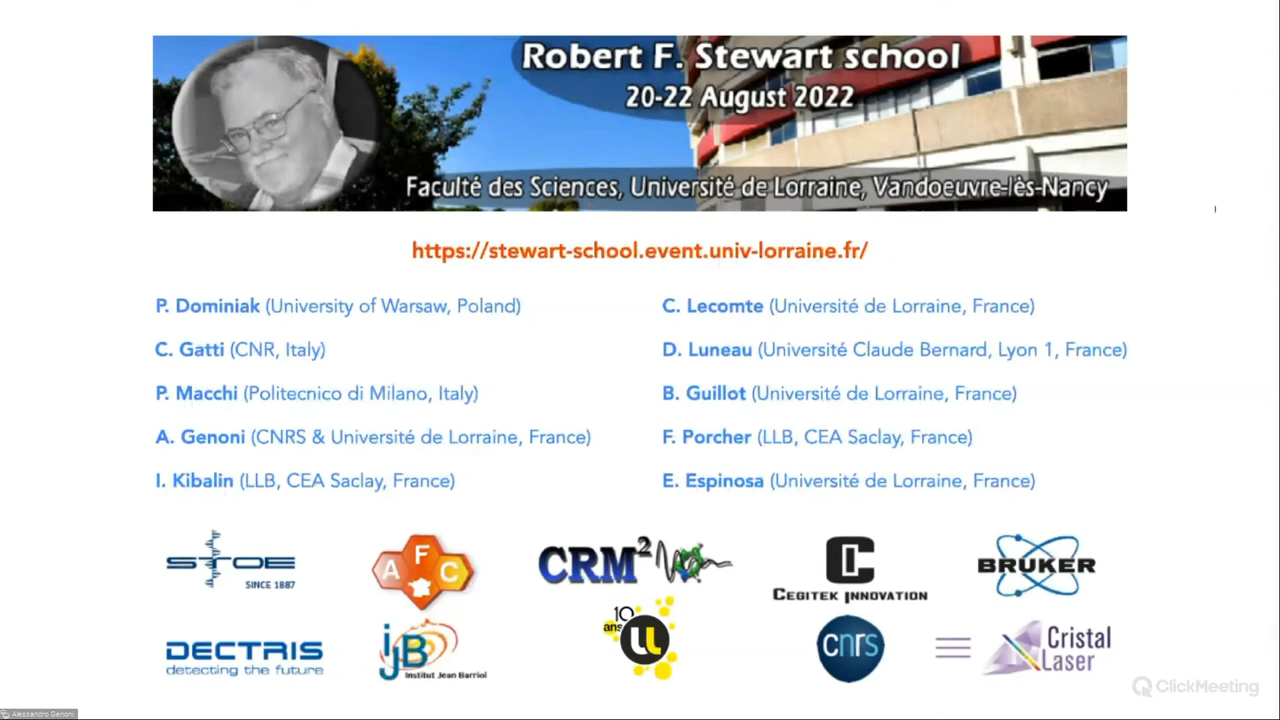 Robert F. Stewart school
20-22 August 2022
Faculté des Sciences, Université de Lorraine, Vandoeuvre-lès-Nancy
https://stewart-school.event.univ-lorraine.fr/
P. Dominiak (University of Warsaw, Poland)
C. Lecomte (Université de Lorraine, France)
C. Gatti (CNR, Italy)
D. Luneau (Université Claude Bernard, Lyon 1, France)
P. Macchi (Politecnico di Milano, Italy)
B. Guillot (Université de Lorraine, France)
A. Genoni (CNRS & Université de Lorraine, France)
F. Porcher (LLB, CEA Saclay, France)
I. Kibalin (LLB, CEA Saclay, France)
E. Espinosa (Université de Lorraine, France)
STOE
SINCE 1887
A F C
CRM2
CEGITEK INNOVATION
BRUKER
DECTRIS
detecting the future
ijB
Institut Jean Barriol
10
ans
cnrs
Cristal
Laser
ClickMeeting
Alessandro Genoni